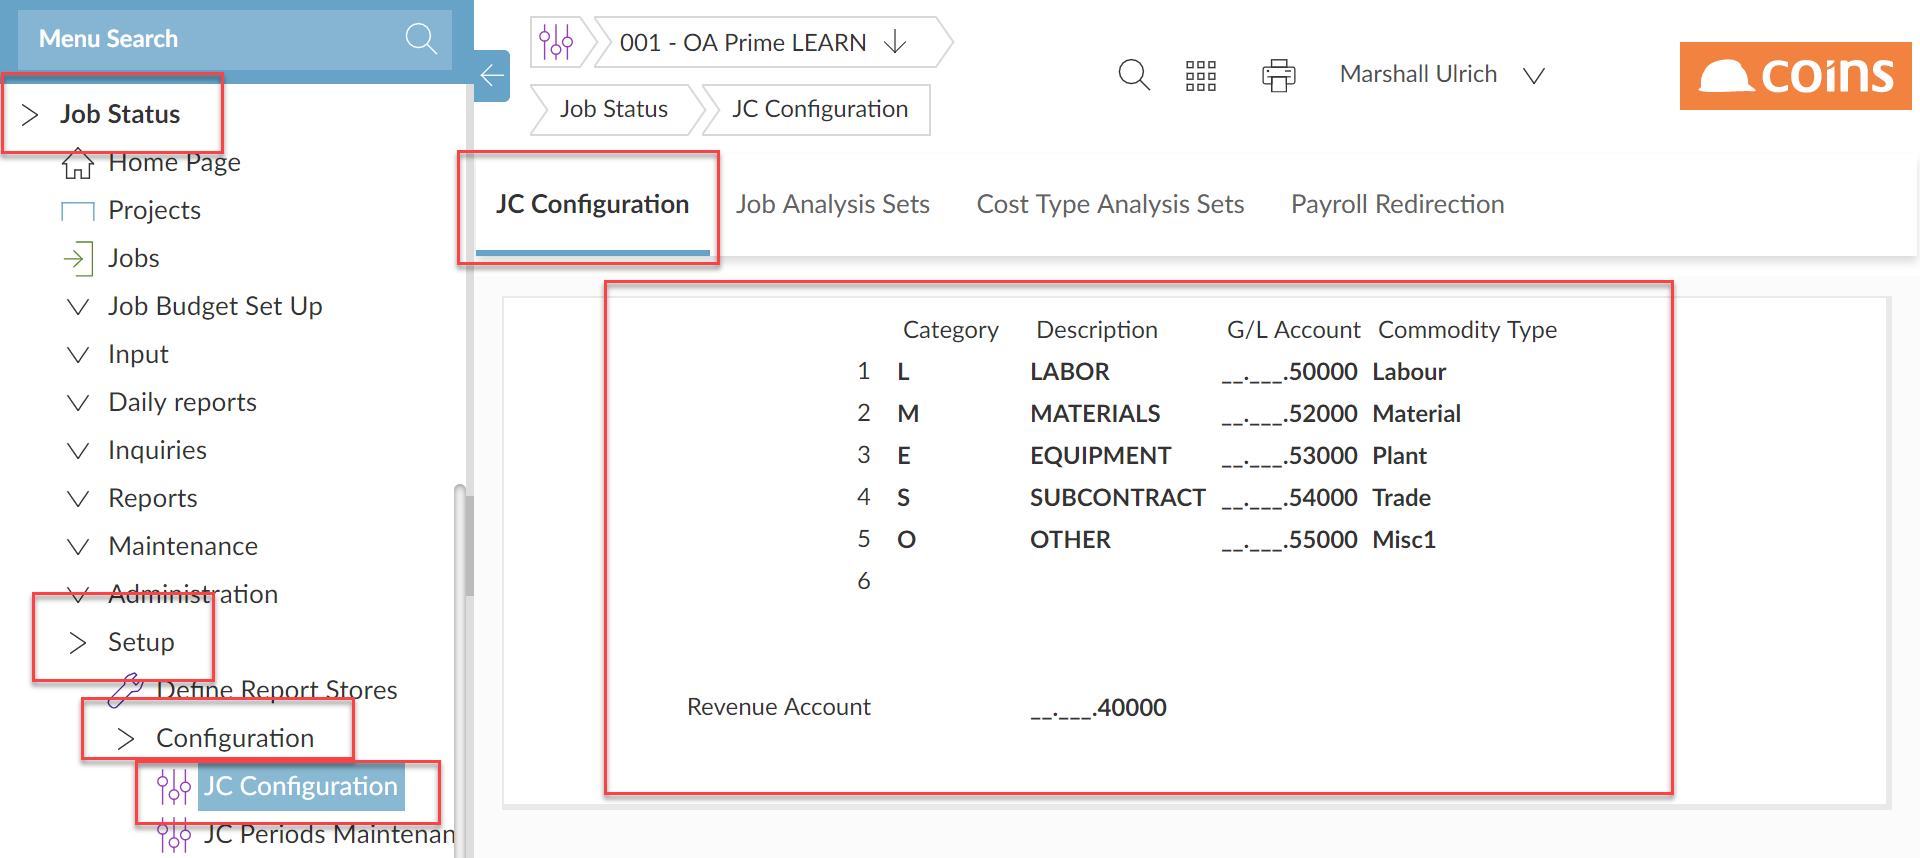 Menu Search
Job Status
Home Page
Projects
Jobs
Job Budget Set Up
Input
Daily reports
Inquiries
Reports
Maintenance
Administration
Setup
Define Report Stores
Configuration
JC Configuration
JC Periods Maintenan
001 - OA Prime LEARN
Job Status JC Configuration
Marshall Ulrich
coins
JC Configuration Job Analysis Sets Cost Type Analysis Sets Payroll Redirection
Category Description G/L Account Commodity Type
1 L LABOR __.___.50000 Labour
2 M MATERIALS __.___.52000 Material
3 E EQUIPMENT __.___.53000 Plant
4 S SUBCONTRACT __.___.54000 Trade
5 O OTHER __.___.55000 Misc1
6
Revenue Account __.___.40000